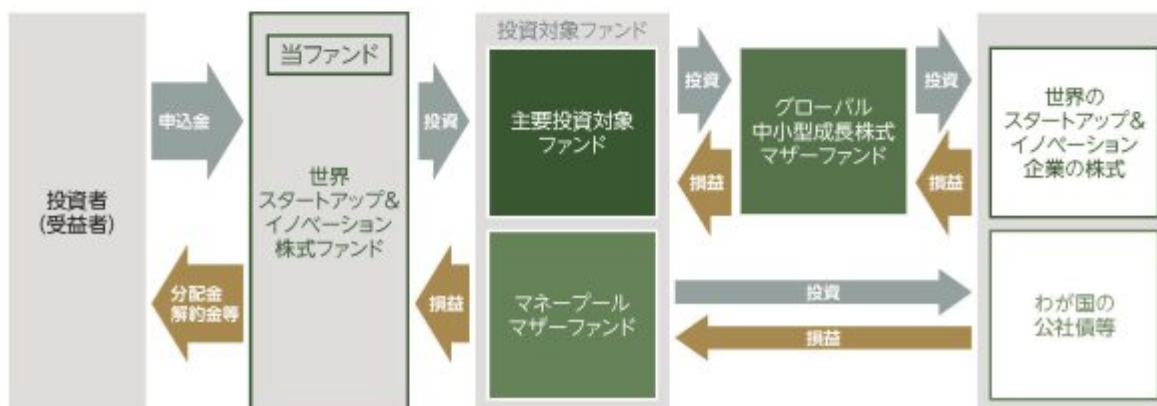 投資者
(受益者)
申込金
分配金
解約金等
当ファンド
世界
スタートアップ&
イノベーション
株式ファンド
投資
損益
投資対象ファンド
主要投資対象
ファンド
マネープール
マザーファンド
投資
損益
グローバル
中小型成長株式
マザーファンド
投資
損益
投資
損益
世界の
スタートアップ&
イノベーション
企業の株式
わが国の
公社債等